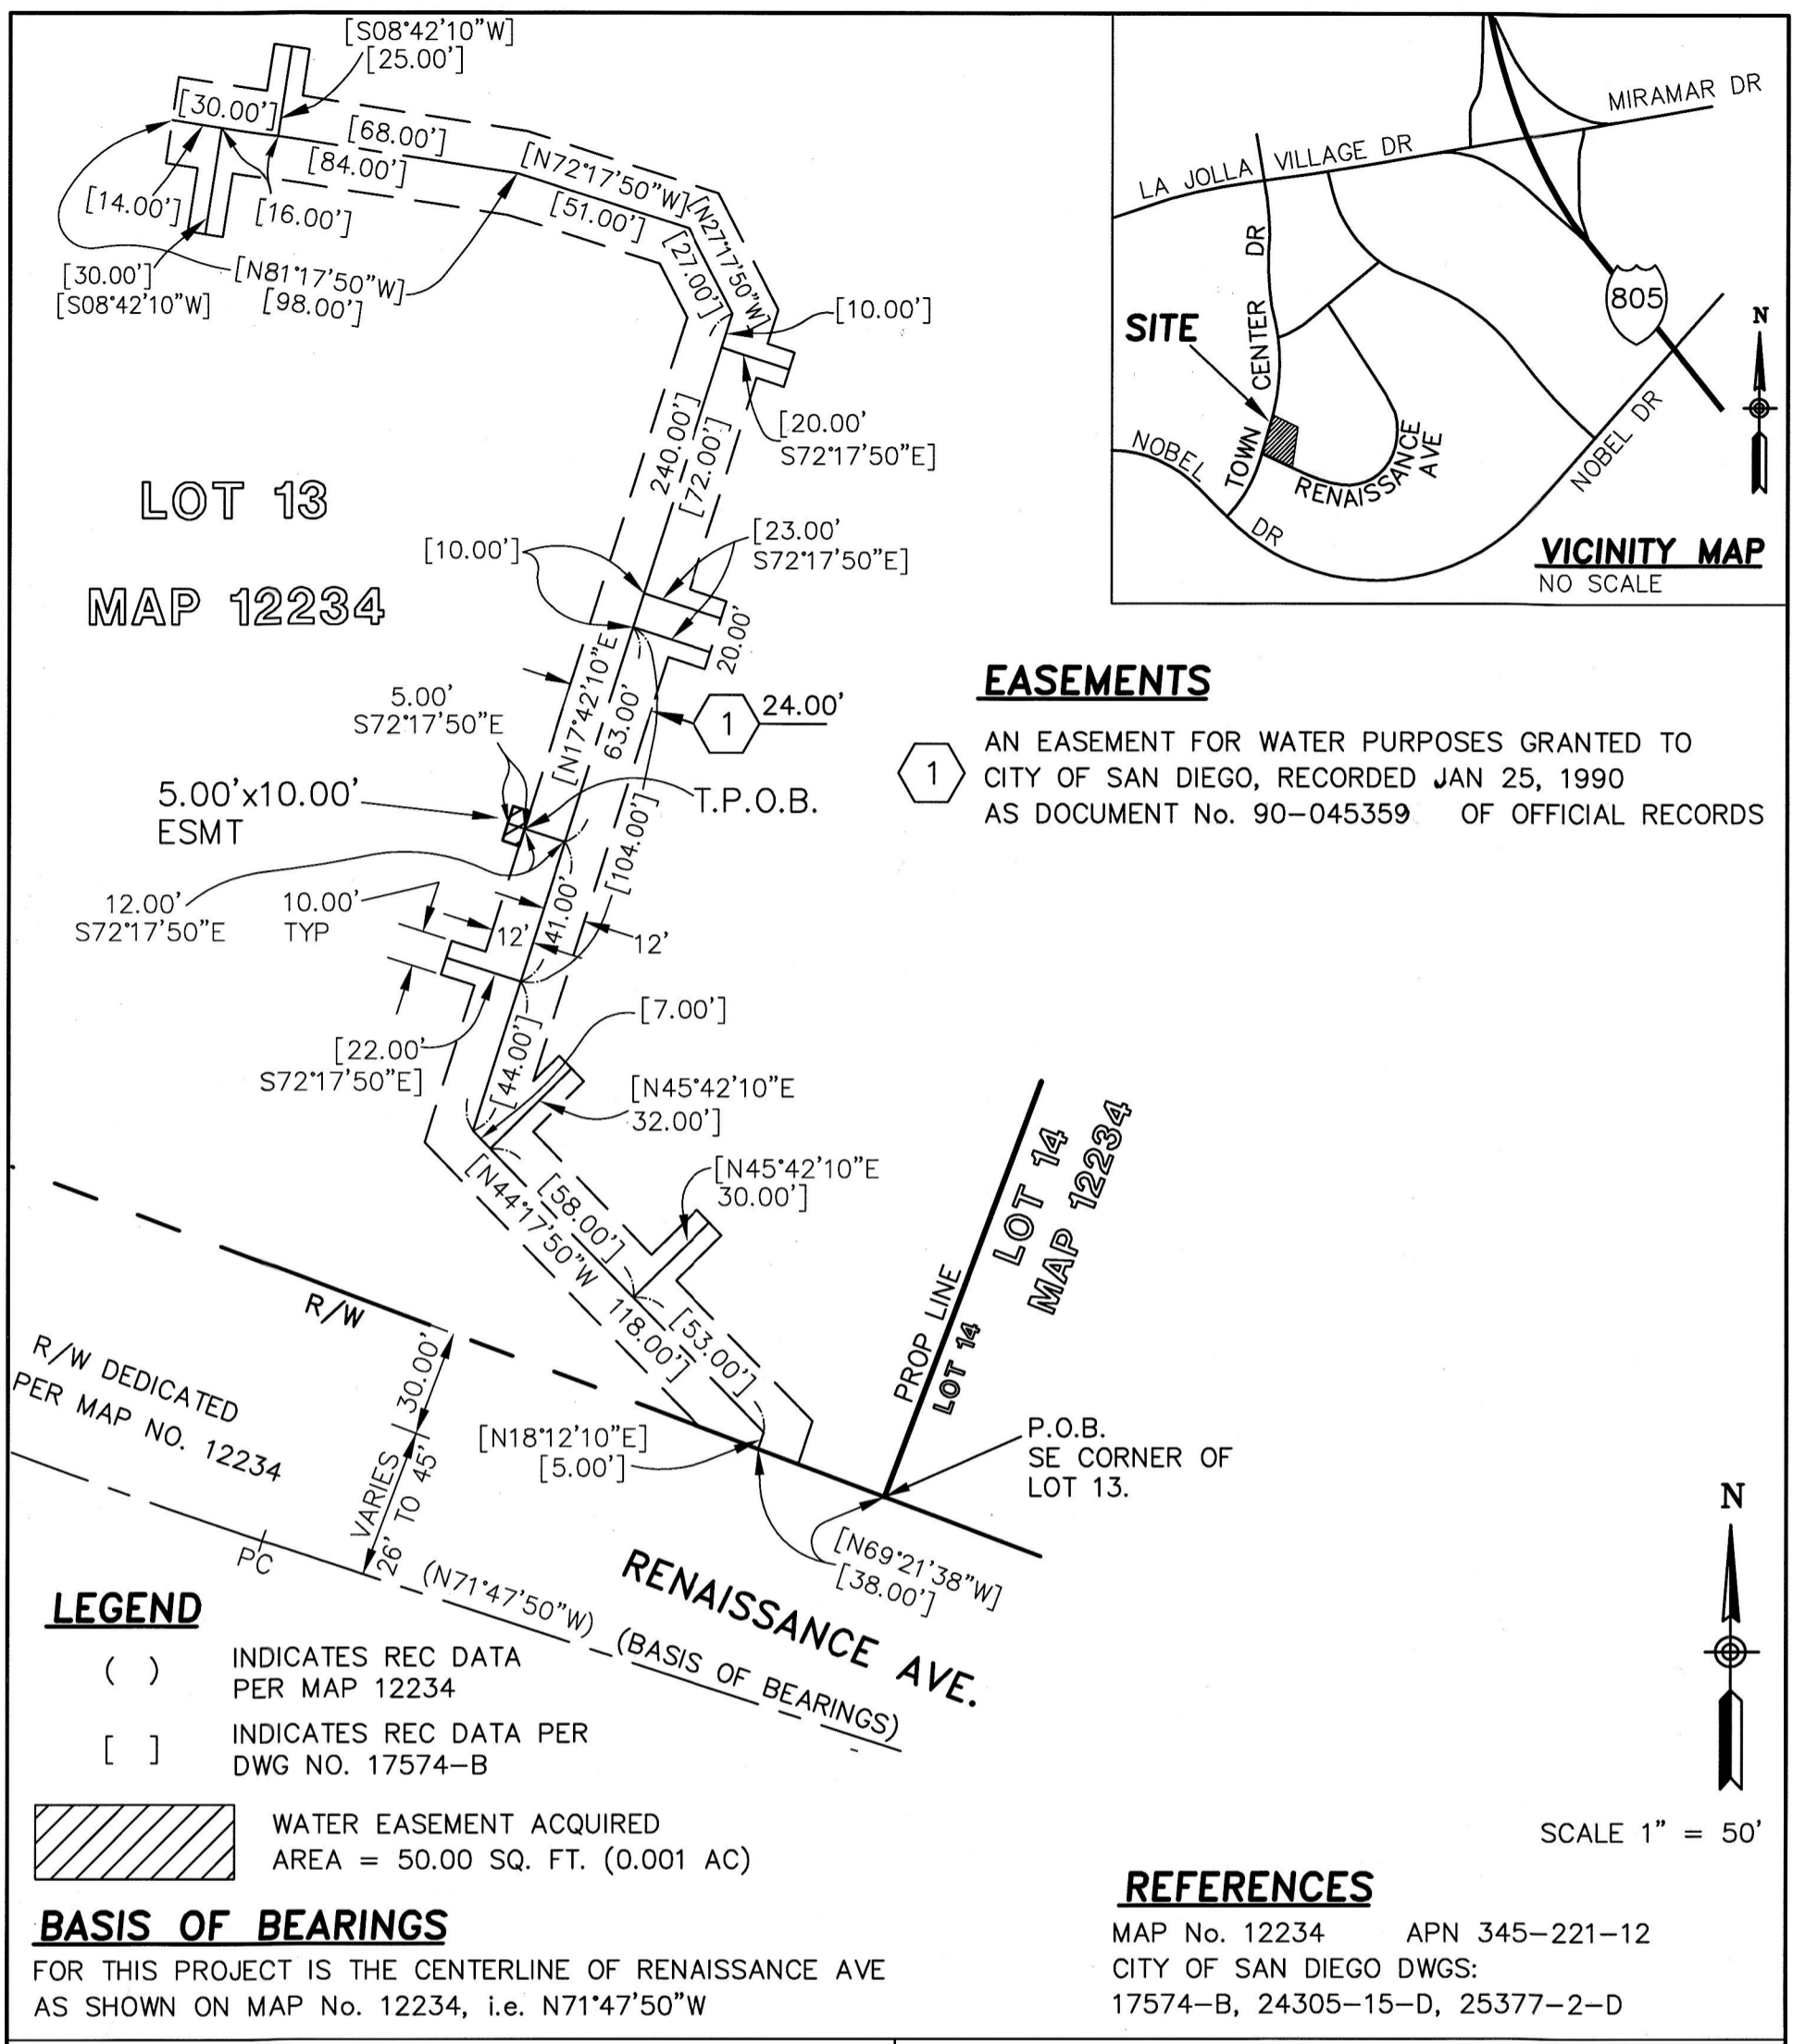 [S08°42'10"W]
[25.00']
[30.00']
[68.00']
[84.00']
[N72°17'50"W]
[51.00']
[N27°17'50"W]
[27.00']
[14.00']
[16.00']
[30.00']
[S08°42'10"W]
[N81°17'50"W]
[98.00']
[10.00']
[20.00'
S72°17'50"E]
240.00']
[72.00']
LOT 13
MAP 12234
[10.00']
[23.00'
S72°17'50"E]
20.00'
[N17°42'10"E
63.00'
1
24.00'
5.00'
S72°17'50"E
5.00'x10.00'
ESMT
T.P.O.B.
[104.00']
12.00'
S72°17'50"E
10.00'
TYP
12'
41.00'
12'
[22.00'
S72°17'50"E]
[44.00']
[7.00']
[N45°42'10"E
32.00']
[N45°42'10"E
30.00']
[58.00']
[N44°17'50"W
118.00']
[53.00']
[N18°12'10"E]
[5.00']
PROP LINE
LOT 14
LOT 14
MAP 12234
P.O.B.
SE CORNER OF
LOT 13.
[N69°21'38"W]
[38.00']
R/W
R/W DEDICATED
PER MAP NO. 12234
30.00'
VARIES
26' TO 45'
PC
(N71°47'50"W)
(BASIS OF BEARINGS)
RENAISSANCE AVE.
MIRAMAR DR
LA JOLLA VILLAGE DR
805
TOWN CENTER DR
SITE
NOBEL DR
RENAISSANCE
AVE
NOBEL DR
N
VICINITY MAP
NO SCALE
EASEMENTS
1
AN EASEMENT FOR WATER PURPOSES GRANTED TO
CITY OF SAN DIEGO, RECORDED JAN 25, 1990
AS DOCUMENT No. 90-045359 OF OFFICIAL RECORDS
LEGEND
( )
INDICATES REC DATA
PER MAP 12234
[ ]
INDICATES REC DATA PER
DWG NO. 17574-B
WATER EASEMENT ACQUIRED
AREA = 50.00 SQ. FT. (0.001 AC)
BASIS OF BEARINGS
FOR THIS PROJECT IS THE CENTERLINE OF RENAISSANCE AVE
AS SHOWN ON MAP No. 12234, i.e. N71°47'50"W
N
SCALE 1" = 50'
REFERENCES
MAP No. 12234 APN 345-221-12
CITY OF SAN DIEGO DWGS:
17574-B, 24305-15-D, 25377-2-D